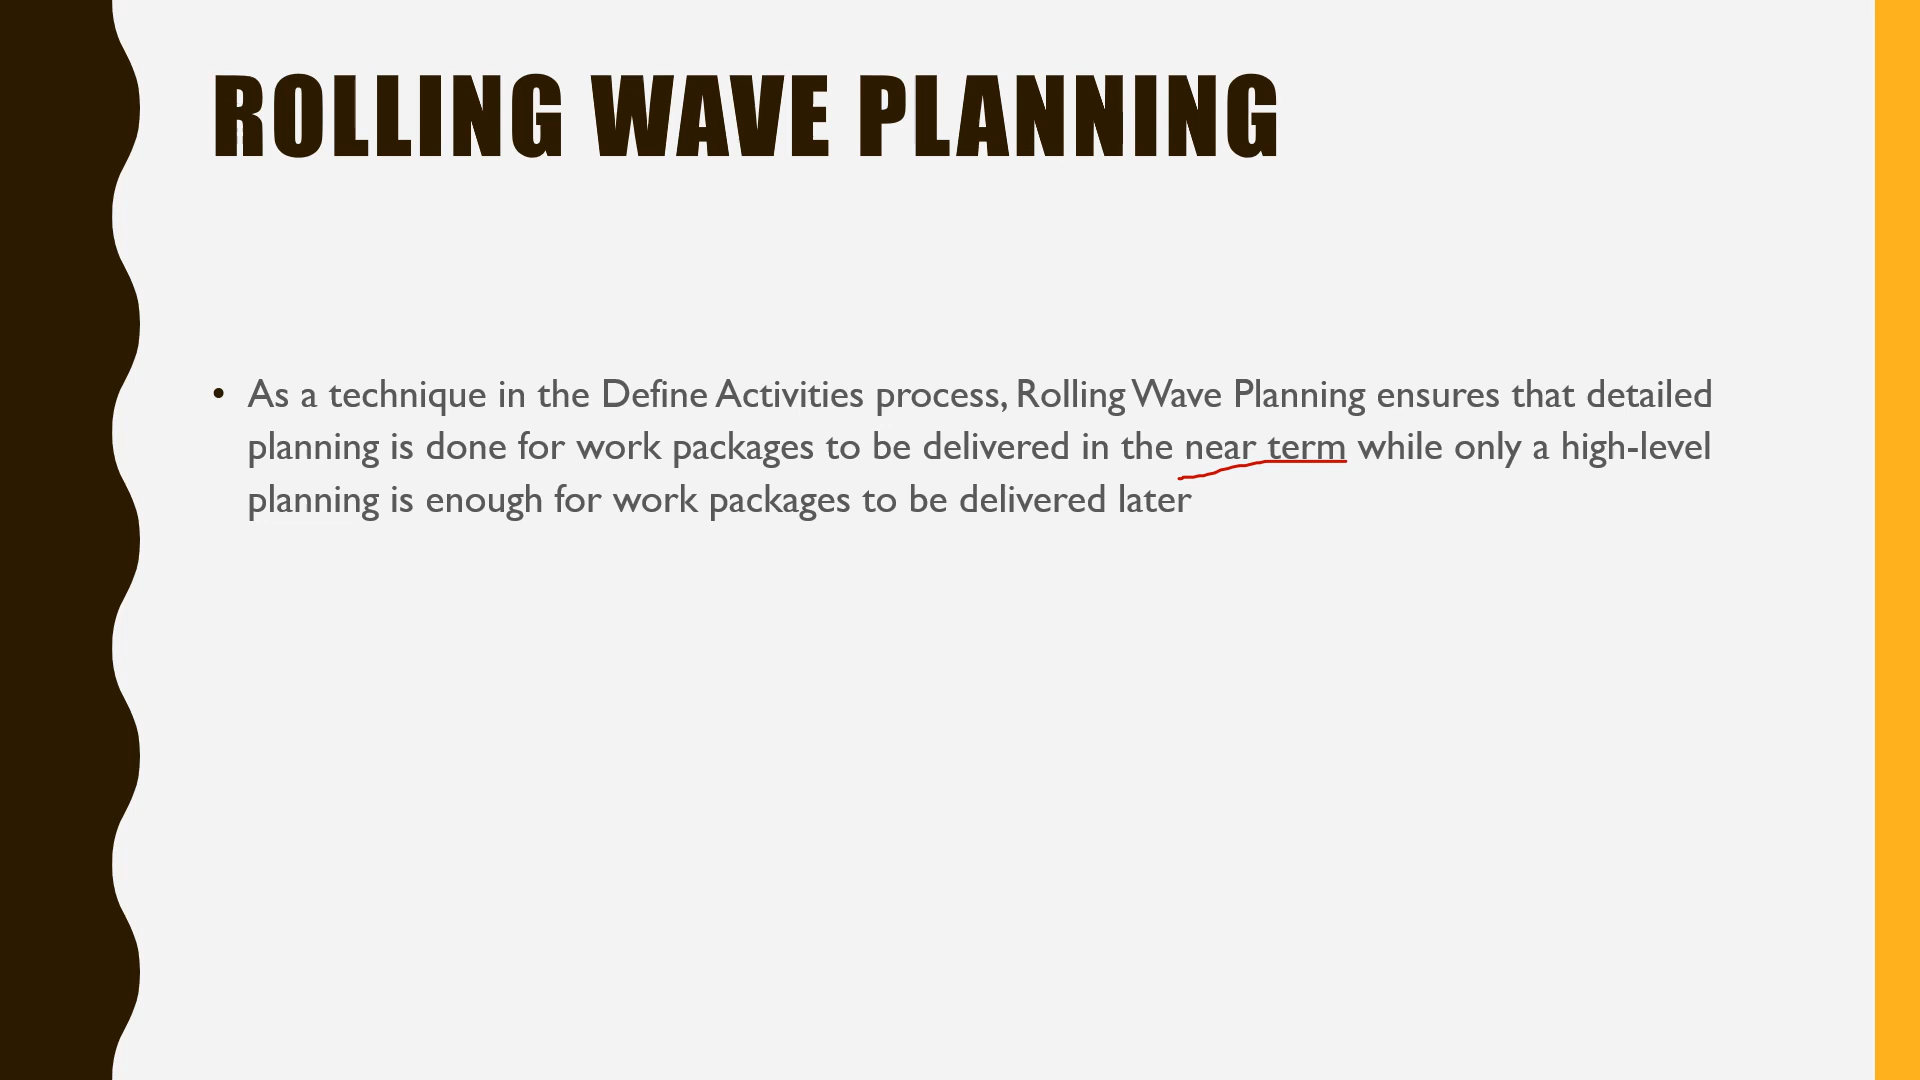 ROLLING WAVE PLANNING
• As a technique in the Define Activities process, Rolling Wave Planning ensures that detailed
planning is done for work packages to be delivered in the near term while only a high-level
planning is enough for work packages to be delivered later